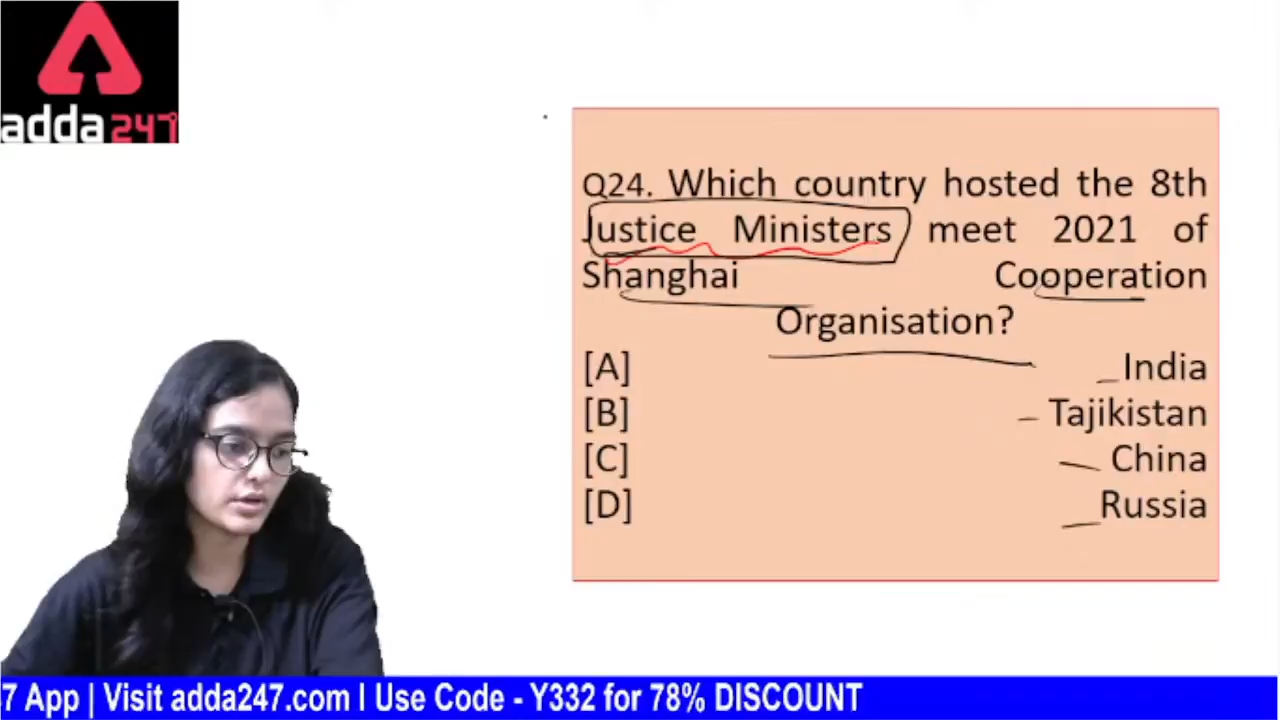 adda247
Q24. Which country hosted the 8th
Justice Ministers meet 2021 of
Shanghai Cooperation
Organisation?
[A] India
[B] Tajikistan
[C] China
[D] Russia
7 App | Visit adda247.com I Use Code - Y332 for 78% DISCOUNT